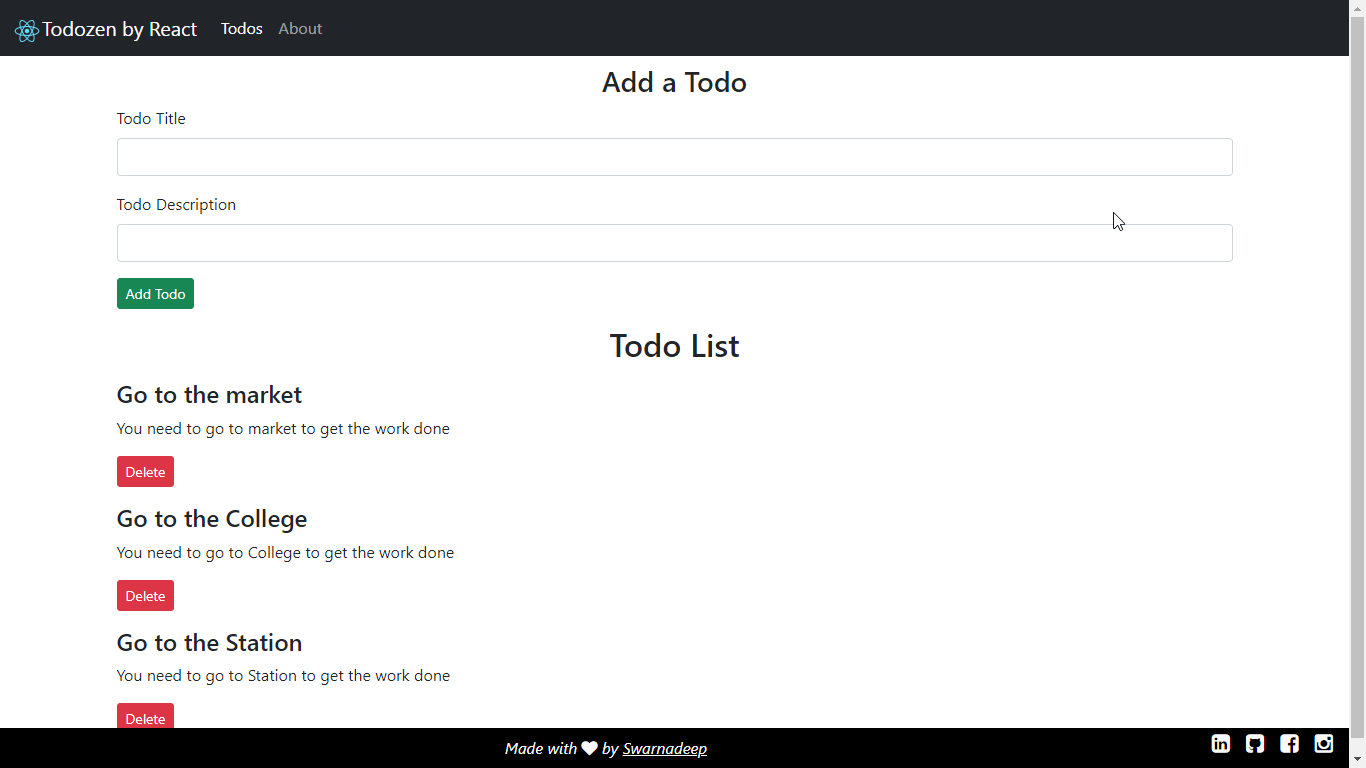 Todozen by React Todos About
Add a Todo
Todo Title
Todo Description
Add Todo
Todo List
Go to the market
You need to go to market to get the work done
Delete
Go to the College
You need to go to College to get the work done
Delete
Go to the Station
You need to go to Station to get the work done
Delete
Made with by Swarnadeep